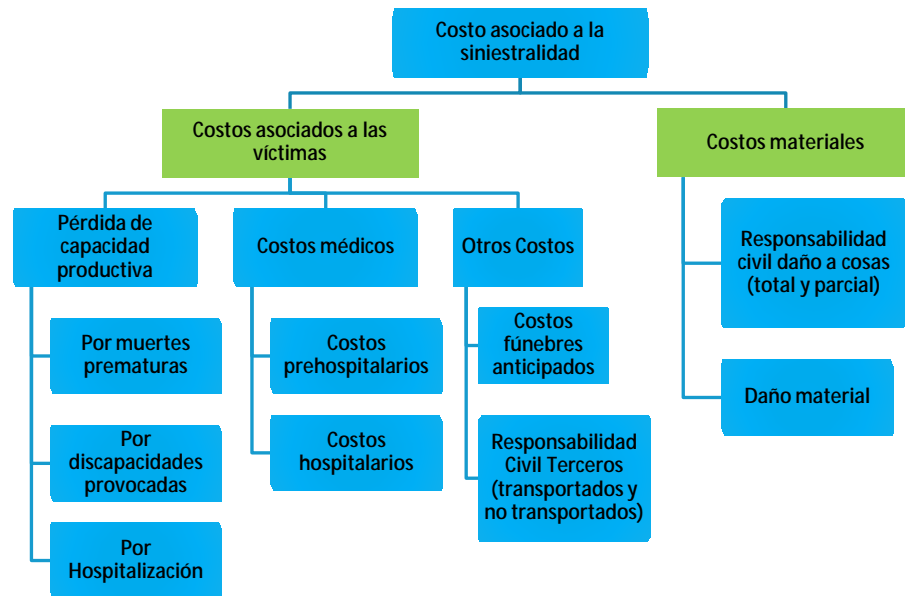 Costo asociado a la
siniestralidad
Costos asociados a las
víctimas
Costos materiales
Pérdida de
capacidad
productiva
Costos médicos
Otros Costos
Responsabilidad
civil daño a cosas
(total y parcial)
Por muertes
prematuras
Costos
prehospitalarios
Costos
fúnebres
anticipados
Daño material
Por
discapacidades
provocadas
Costos
hospitalarios
Responsabilidad
Civil Terceros
(transportados y
no transportados)
Por
Hospitalización